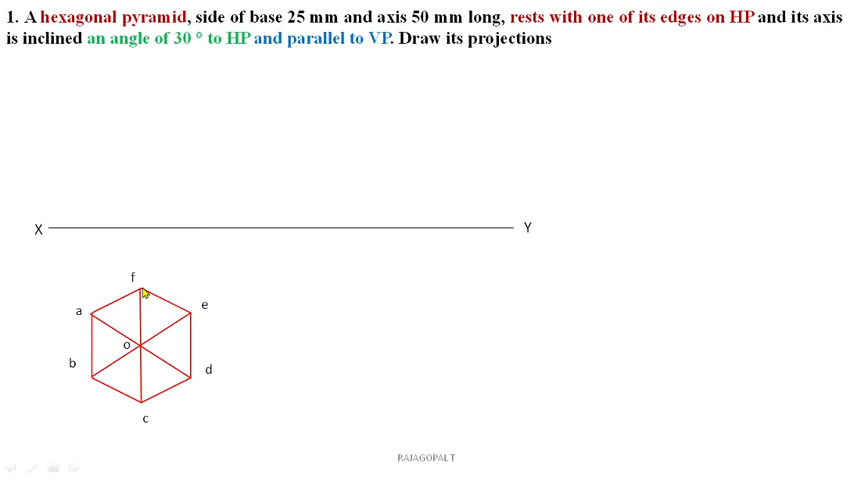 1. A hexagonal pyramid, side of base 25 mm and axis 50 mm long, rests with one of its edges on HP and its axis
is inclined an angle of 30 ° to HP and parallel to VP. Draw its projections
X
Y
f
a
e
o
b
d
c
RAJAGOPAL T